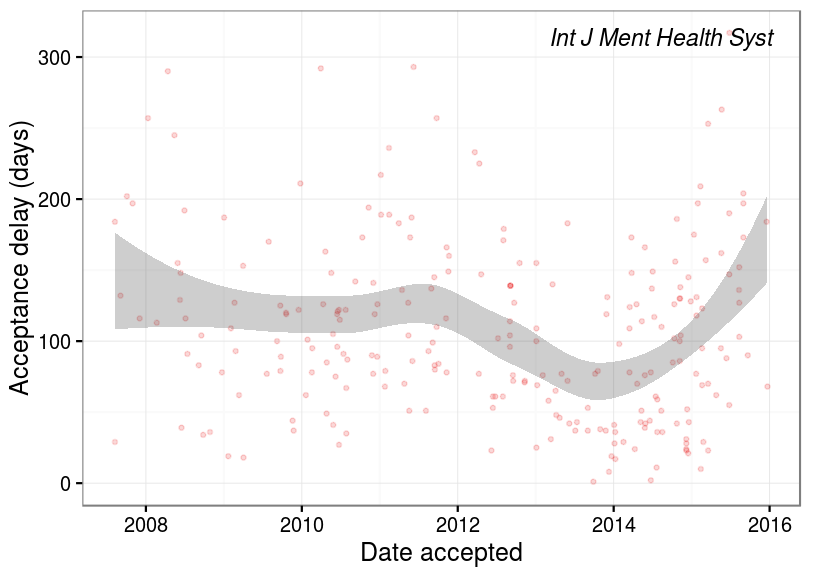 Int J Ment Health Syst
300
200
100
0
Acceptance delay (days)
2008 2010 2012 2014 2016
Date accepted